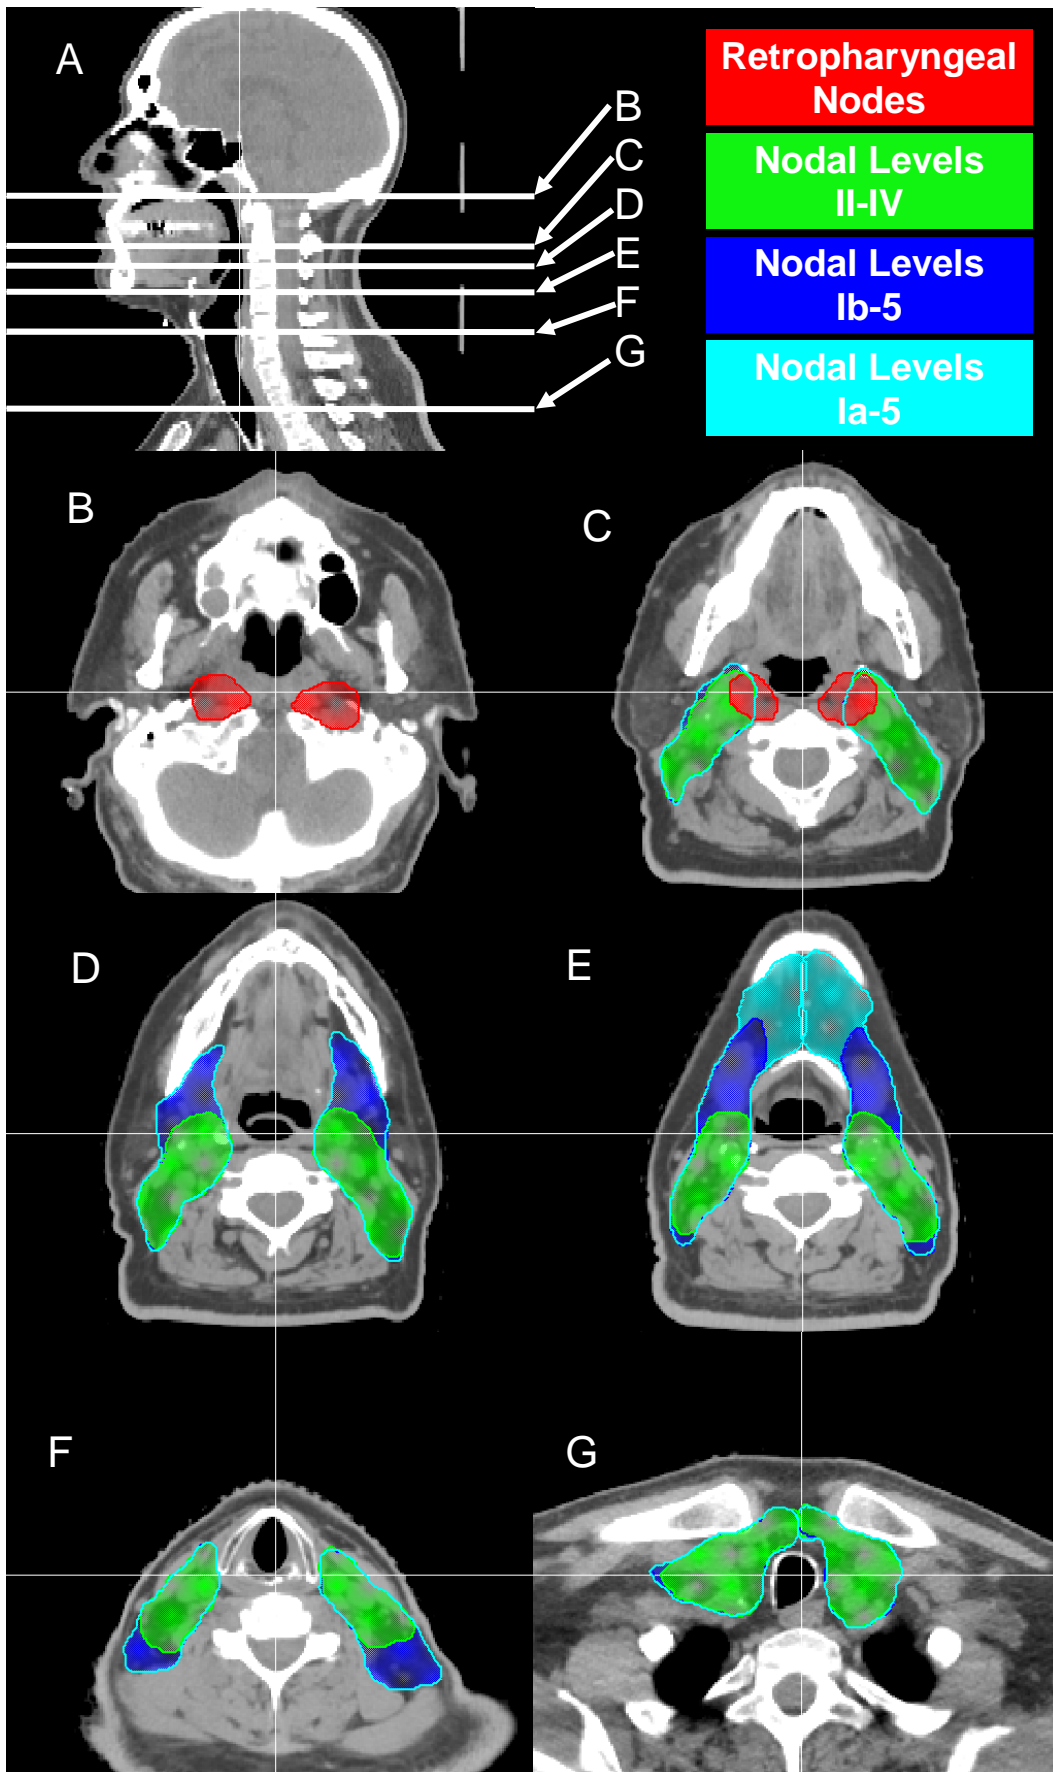 A
B
C
D
E
F
G
Retropharyngeal
Nodes
Nodal Levels
II-IV
Nodal Levels
Ib-5
Nodal Levels
Ia-5
B
C
D
E
F
G